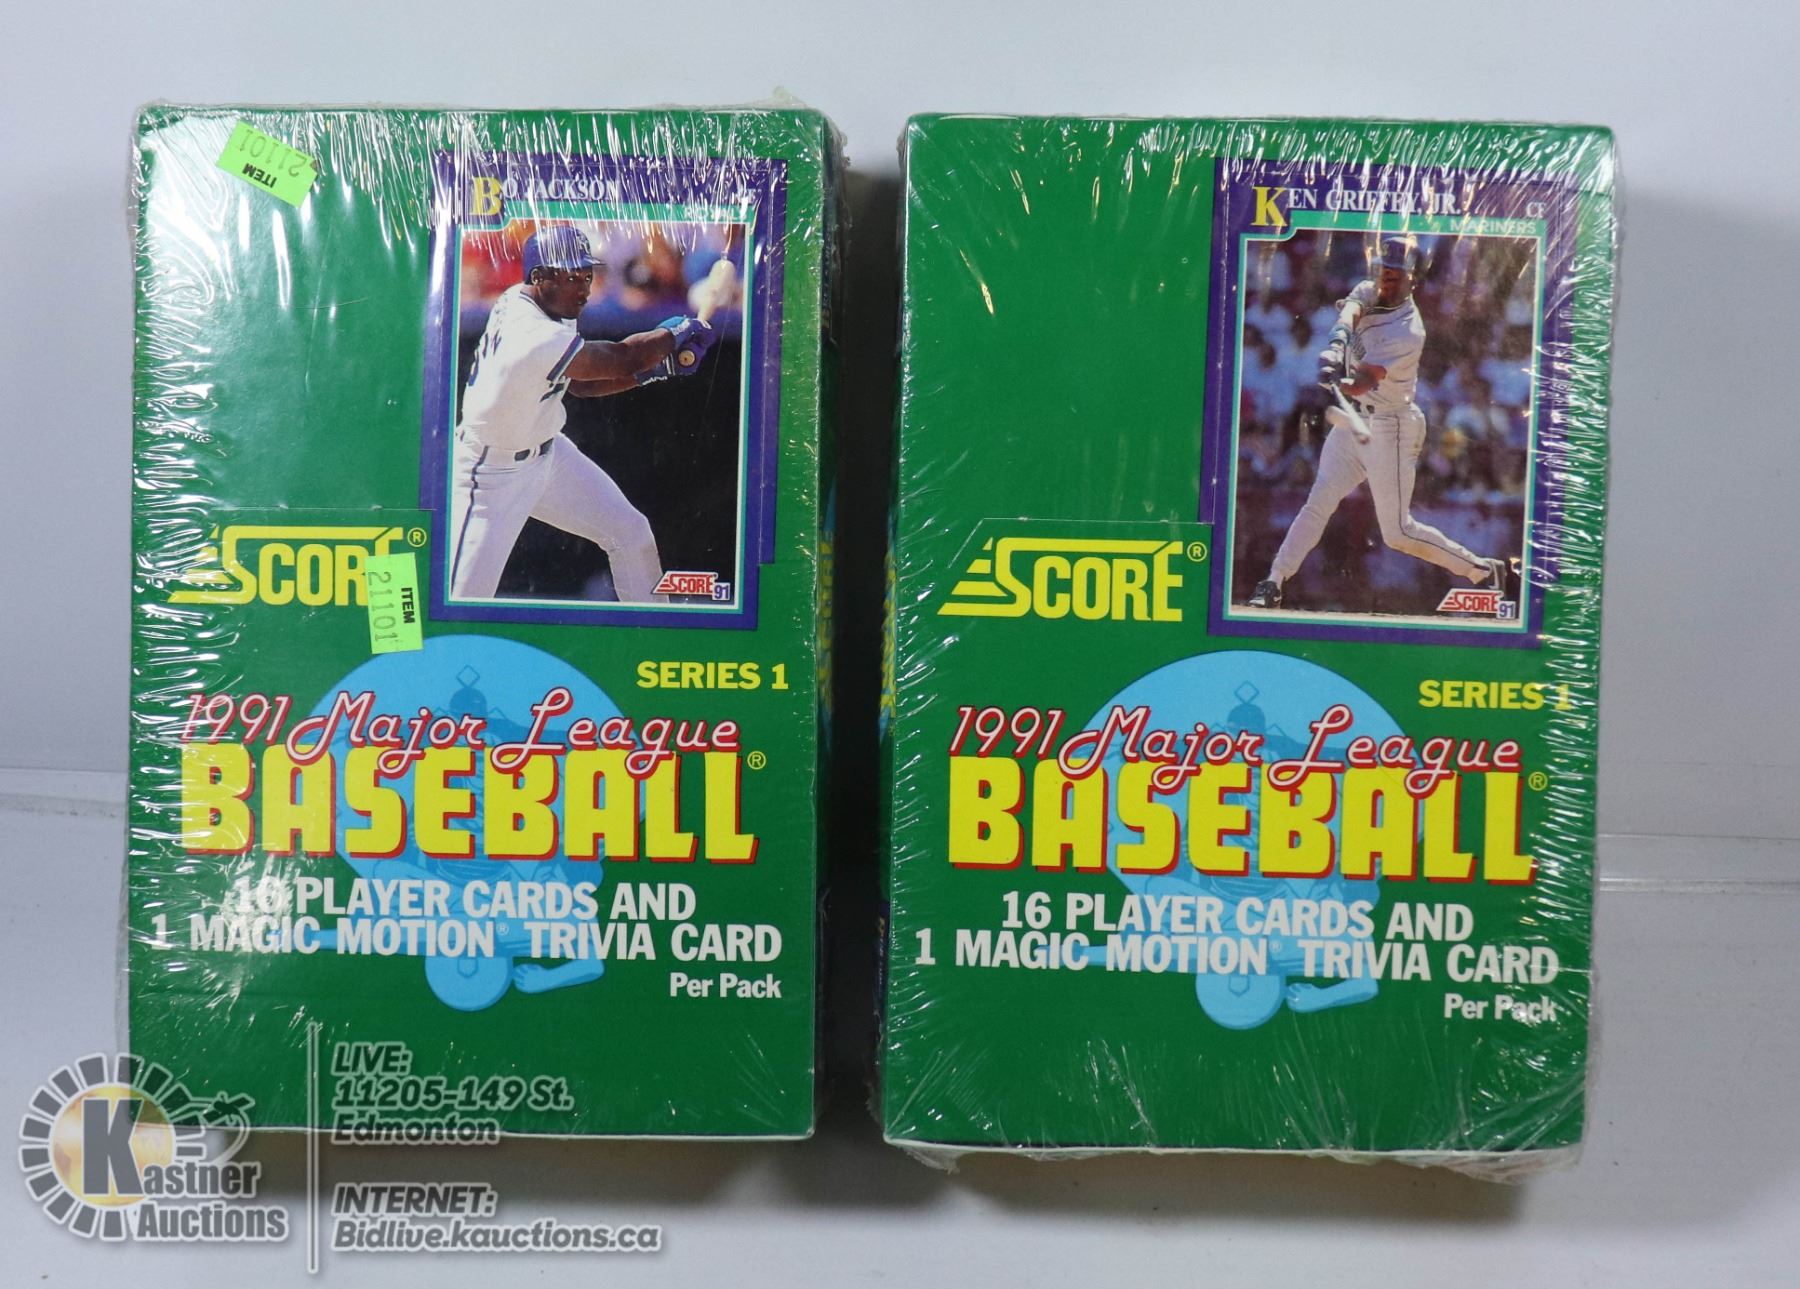 ITEM
21101
BO JACKSON
ROYALS
SCORE 91
SCORE®
ITEM
21101
SERIES 1
1991 Major League
BASEBALL®
16 PLAYER CARDS AND
1 MAGIC MOTION® TRIVIA CARD
Per Pack
KEN GRIFFEY, JR. CF
MARINERS
SCORE 91
SCORE®
SERIES 1
1991 Major League
BASEBALL®
16 PLAYER CARDS AND
1 MAGIC MOTION® TRIVIA CARD
Per Pack
Kastner
Auctions
LIVE:
11205-149 St.
Edmonton
INTERNET:
Bidlive.kauctions.ca